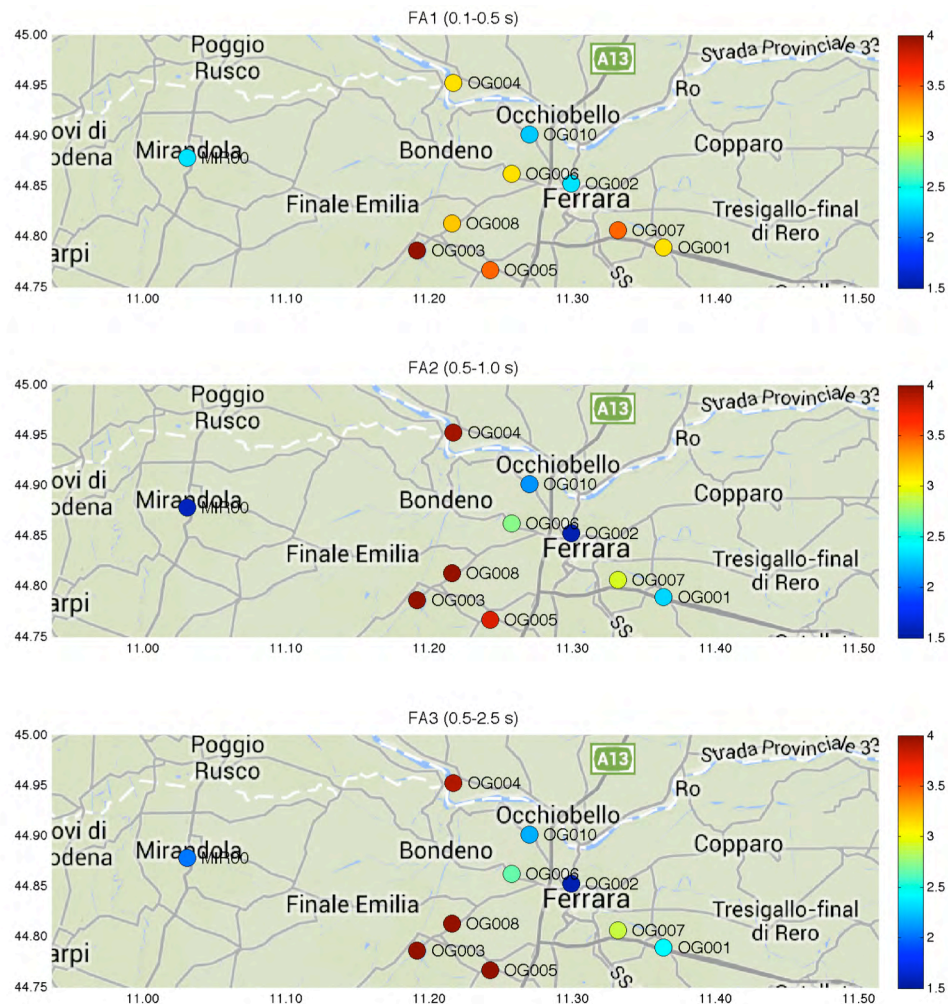 FA1 (0.1-0.5 s)
45.00
44.95
44.90
44.85
44.80
44.75
11.00
11.10
11.20
11.30
11.40
11.50
4
3.5
3
2.5
2
1.5
Poggio
Rusco
A13
Strada Provinciale 33
OG004
Ro
Occhiobello
OG010
ovi di
odena
Mirandola
MIR00
Bondeno
Copparo
OG006
OG002
Ferrara
Finale Emilia
OG008
Tresigallo-final
di Rero
OG007
OG001
arpi
OG003
OG005
SS
FA2 (0.5-1.0 s)
45.00
44.95
44.90
44.85
44.80
44.75
11.00
11.10
11.20
11.30
11.40
11.50
4
3.5
3
2.5
2
1.5
Poggio
Rusco
A13
Strada Provinciale 33
OG004
Ro
Occhiobello
OG010
ovi di
odena
Mirandola
MIR00
Bondeno
Copparo
OG006
OG002
Ferrara
Finale Emilia
OG008
Tresigallo-final
di Rero
OG007
OG001
arpi
OG003
OG005
SS
FA3 (0.5-2.5 s)
45.00
44.95
44.90
44.85
44.80
44.75
11.00
11.10
11.20
11.30
11.40
11.50
4
3.5
3
2.5
2
1.5
Poggio
Rusco
A13
Strada Provinciale 33
OG004
Ro
Occhiobello
OG010
ovi di
odena
Mirandola
MIR00
Bondeno
Copparo
OG006
OG002
Ferrara
Finale Emilia
OG008
Tresigallo-final
di Rero
OG007
OG001
arpi
OG003
OG005
SS